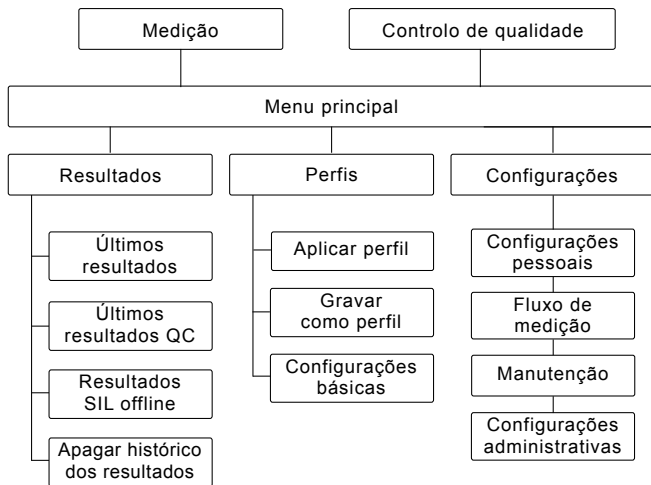 Medição
Controlo de qualidade
Menu principal
Resultados
Perfis
Configurações
Últimos
resultados
Últimos
resultados QC
Resultados
SIL offline
Apagar histórico
dos resultados
Aplicar perfil
Gravar
como perfil
Configurações
básicas
Configurações
pessoais
Fluxo de
medição
Manutenção
Configurações
administrativas